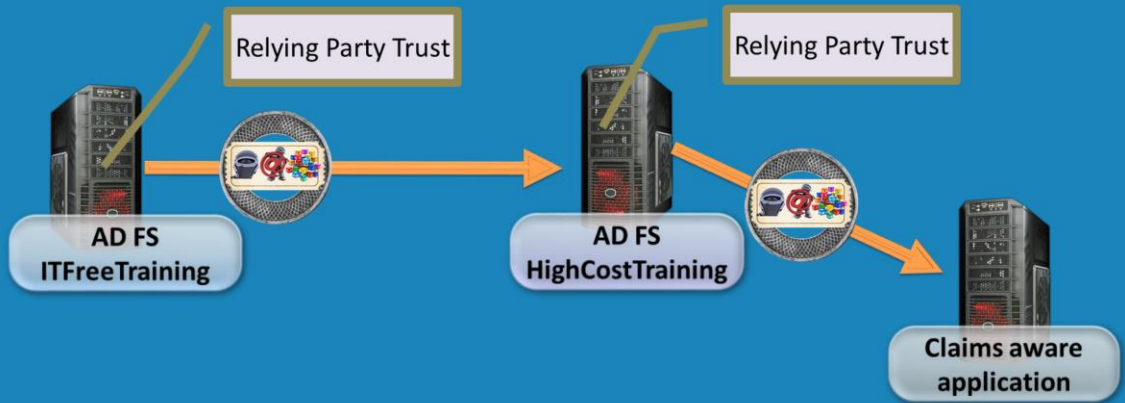 Relying Party Trust
Relying Party Trust
AD FS
ITFreeTraining
AD FS
HighCostTraining
Claims aware
application